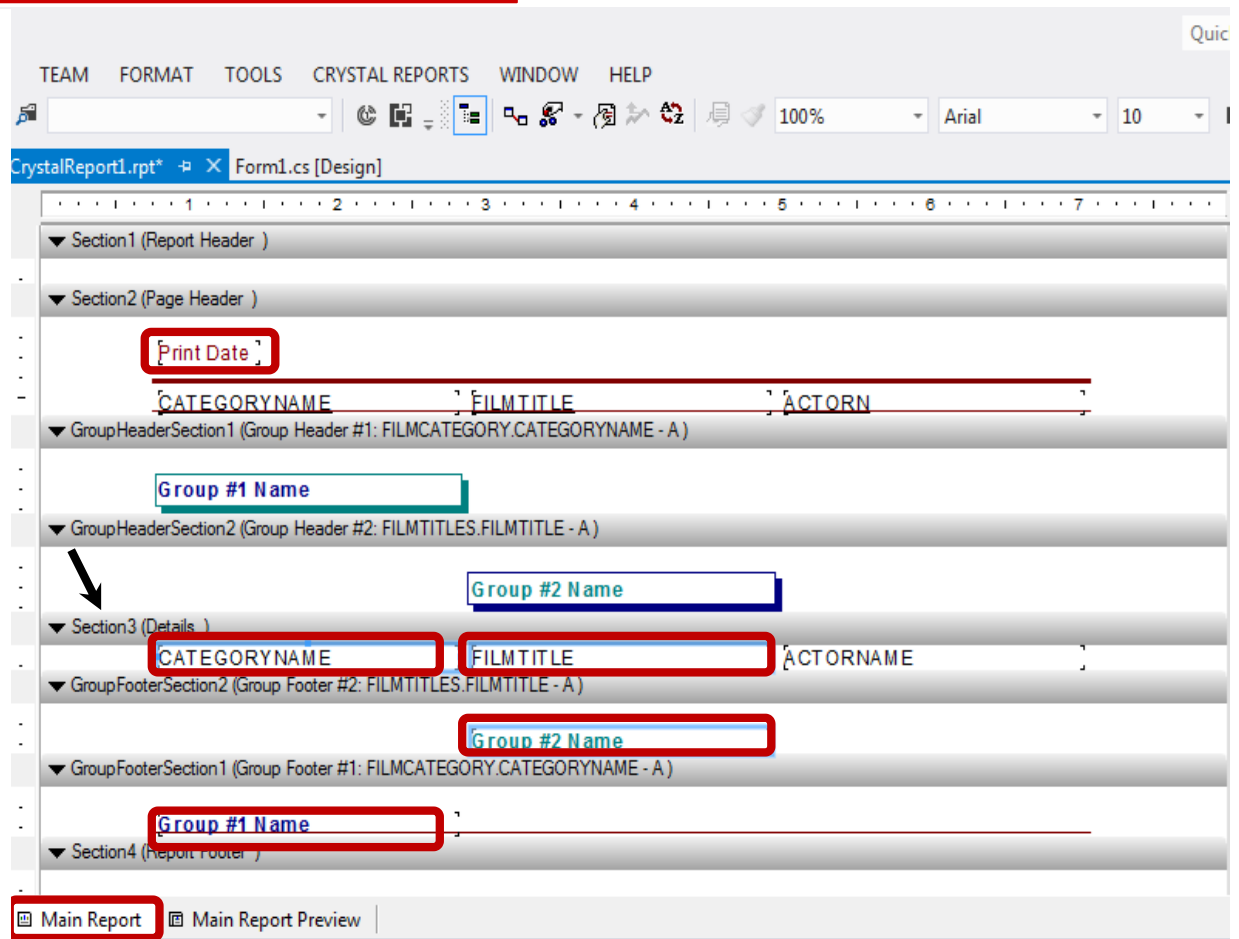 Quic
TEAM FORMAT TOOLS CRYSTAL REPORTS WINDOW HELP
100% Arial 10
CrystalReport1.rpt* Form1.cs [Design]
1 2 3 4 5 6 7
Section1 (Report Header )
Section2 (Page Header )
Print Date
CATEGORYNAME FILMTITLE ACTORN
GroupHeaderSection1 (Group Header #1: FILMCATEGORY.CATEGORYNAME - A )
Group #1 Name
GroupHeaderSection2 (Group Header #2: FILMTITLES.FILMTITLE - A )
Group #2 Name
Section3 (Details )
CATEGORYNAME FILMTITLE ACTORNAME
GroupFooterSection2 (Group Footer #2: FILMTITLES.FILMTITLE - A )
Group #2 Name
GroupFooterSection1 (Group Footer #1: FILMCATEGORY.CATEGORYNAME - A )
Group #1 Name
Section4 (Report Footer )
Main Report Main Report Preview